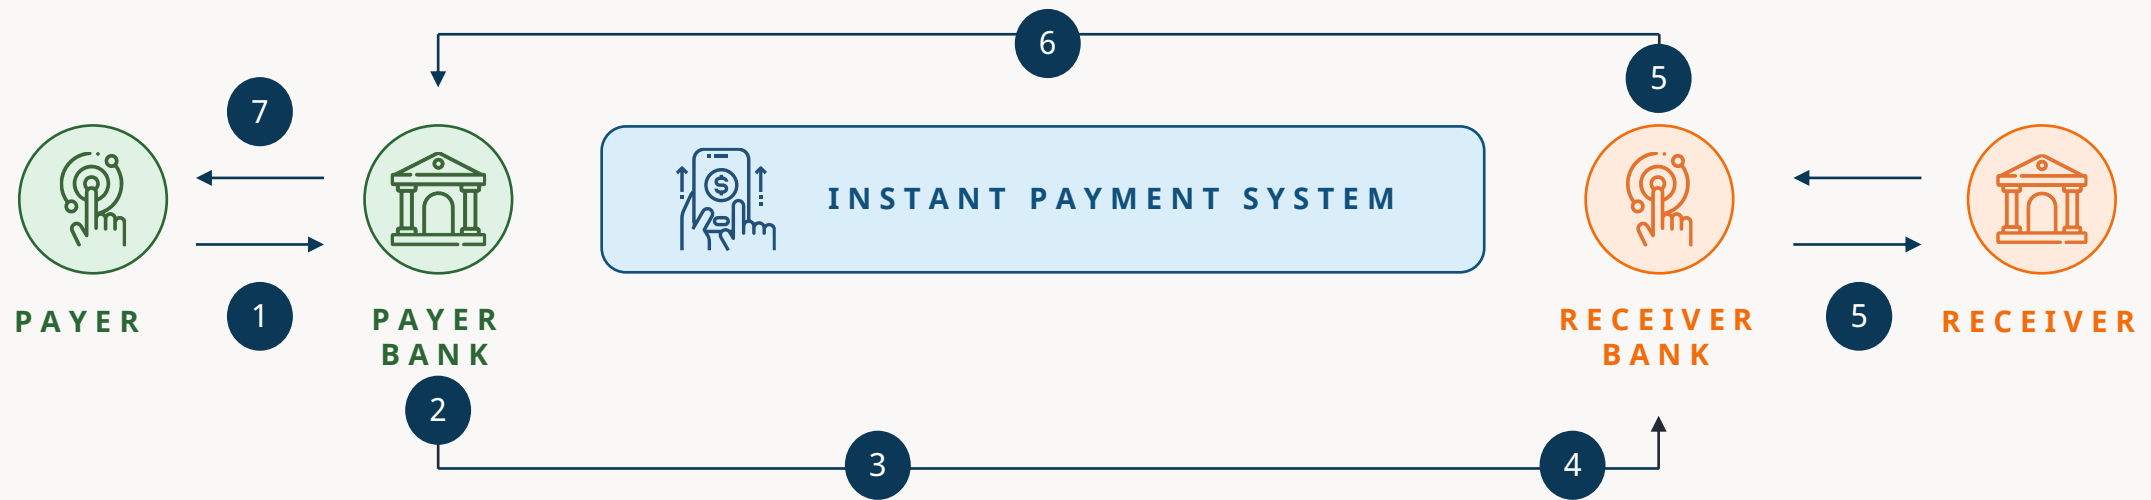 6
5
7
$
INSTANT PAYMENT SYSTEM
PAYER
1
PAYER
BANK
RECEIVER
BANK
5
RECEIVER
2
3
4